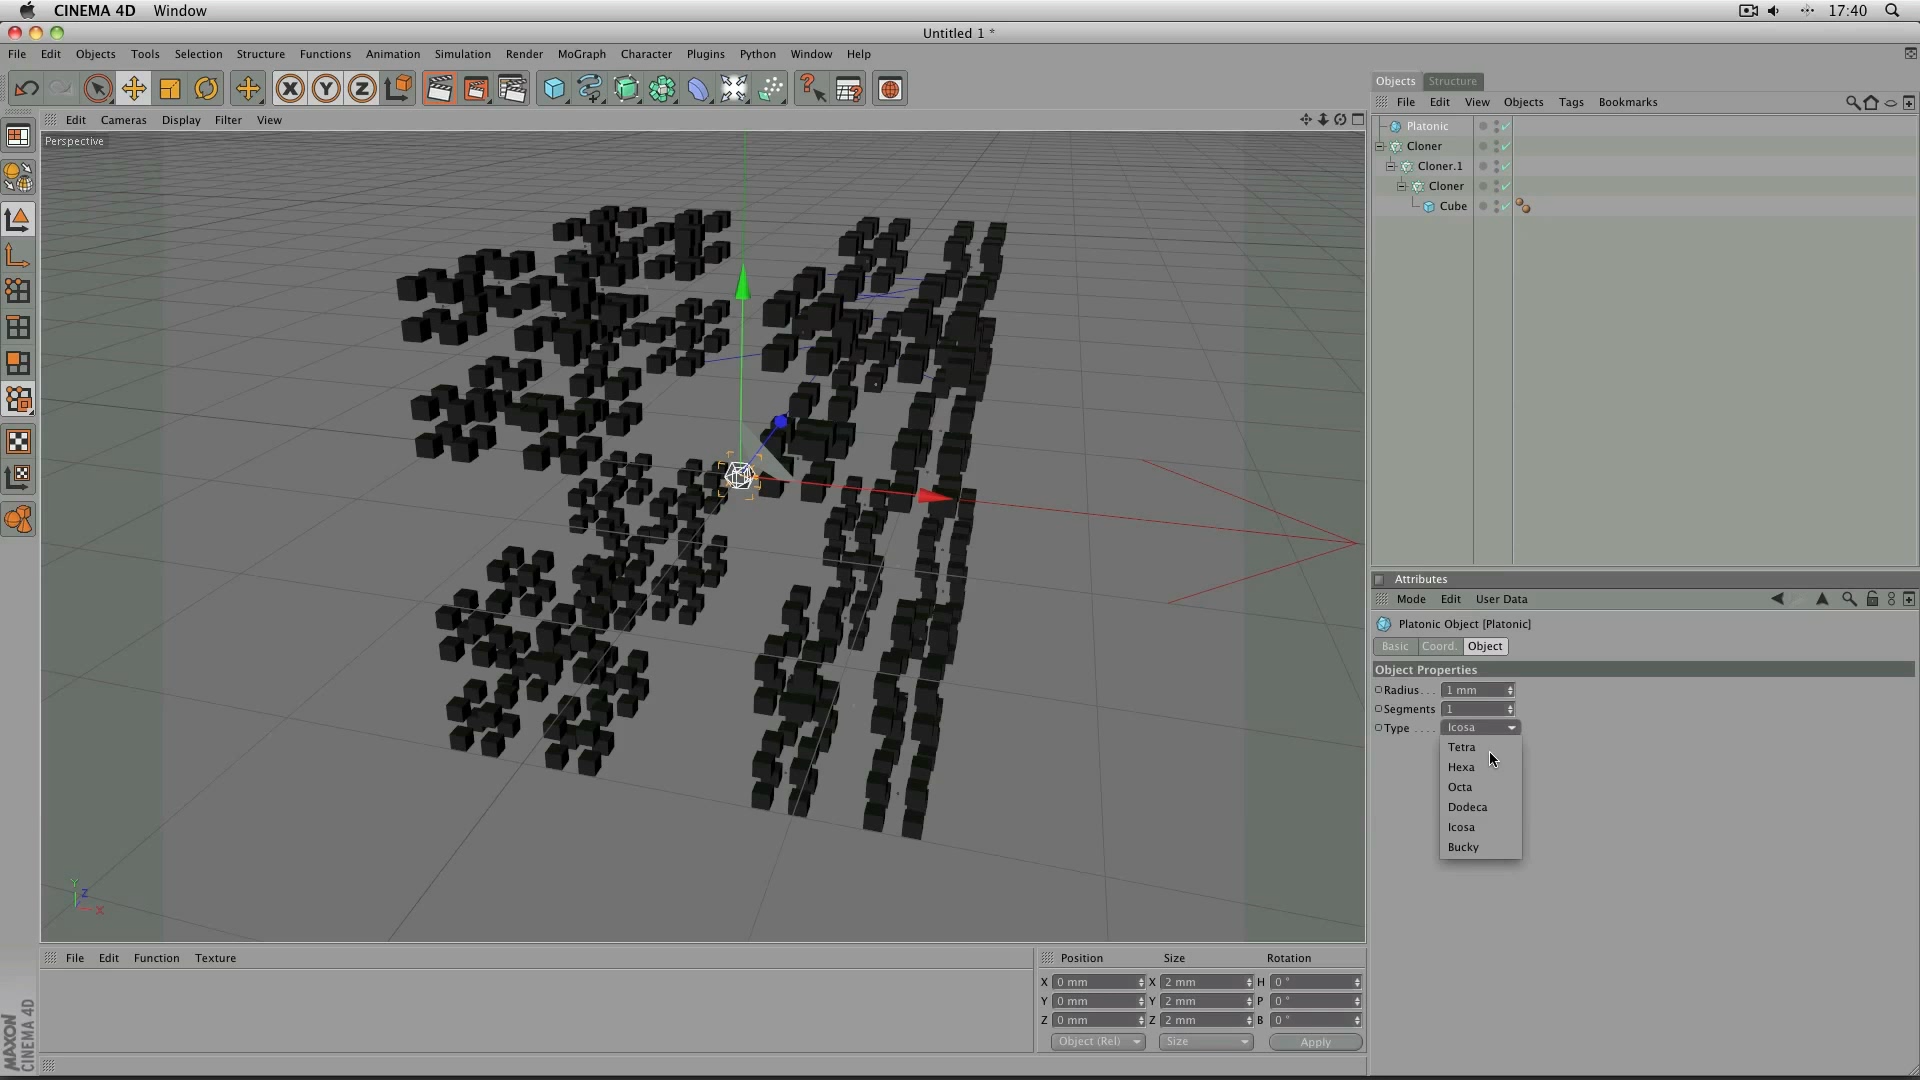 CINEMA 4D Window 17:40
Untitled 1 *
File Edit Objects Tools Selection Structure Functions Animation Simulation Render MoGraph Character Plugins Python Window Help
X Y Z
Objects Structure
File Edit View Objects Tags Bookmarks
Edit Cameras Display Filter View
Perspective
Platonic
Cloner
Cloner.1
Cloner
Cube
Attributes
Mode Edit User Data
Platonic Object [Platonic]
Basic Coord. Object
Object Properties
Radius . . . 1 mm
Segments 1
Type . . . . Icosa
Tetra
Hexa
Octa
Dodeca
Icosa
Bucky
Y Z X
File Edit Function Texture
Position Size Rotation
X 0 mm X 2 mm H 0 °
Y 0 mm Y 2 mm P 0 °
Z 0 mm Z 2 mm B 0 °
Object (Rel) Size Apply
MAXON
CINEMA 4D